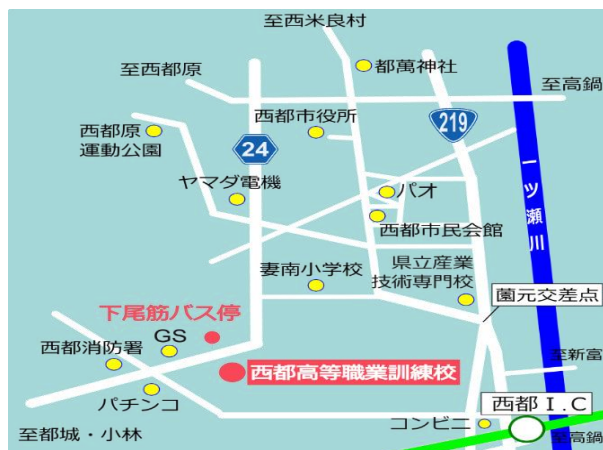 至西米良村
都萬神社
至西都原
至高鍋
西都市役所
219
西都原
運動公園
24
ヤマダ電機
一ツ瀬川
パオ
西都市民会館
妻南小学校
県立産業
技術専門校
園元交差点
下尾筋バス停
GS
西都消防署
西都高等職業訓練校
至新富
パチンコ
西都I.C
コンビニ
至都城・小林
至高鍋